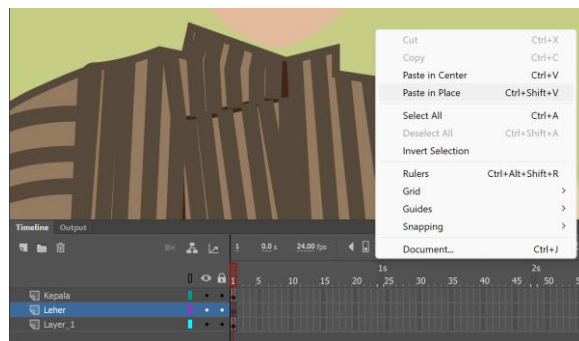 Cut Ctrl+X
Copy Ctrl+C
Paste in Center Ctrl+V
Paste in Place Ctrl+Shift+V
Select All Ctrl+A
Deselect All Ctrl+Shift+A
Invert Selection
Rulers Ctrl+Alt+Shift+R
Grid
Guides
Snapping
Document... Ctrl+J
Timeline Output
1 0.0 s 24.00 fps
1s 2s
1 5 10 15 20 25 30 35 40 45 50
Kepala
Leher
Layer_1